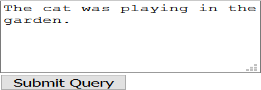 The cat was playing in the
garden.
Submit Query